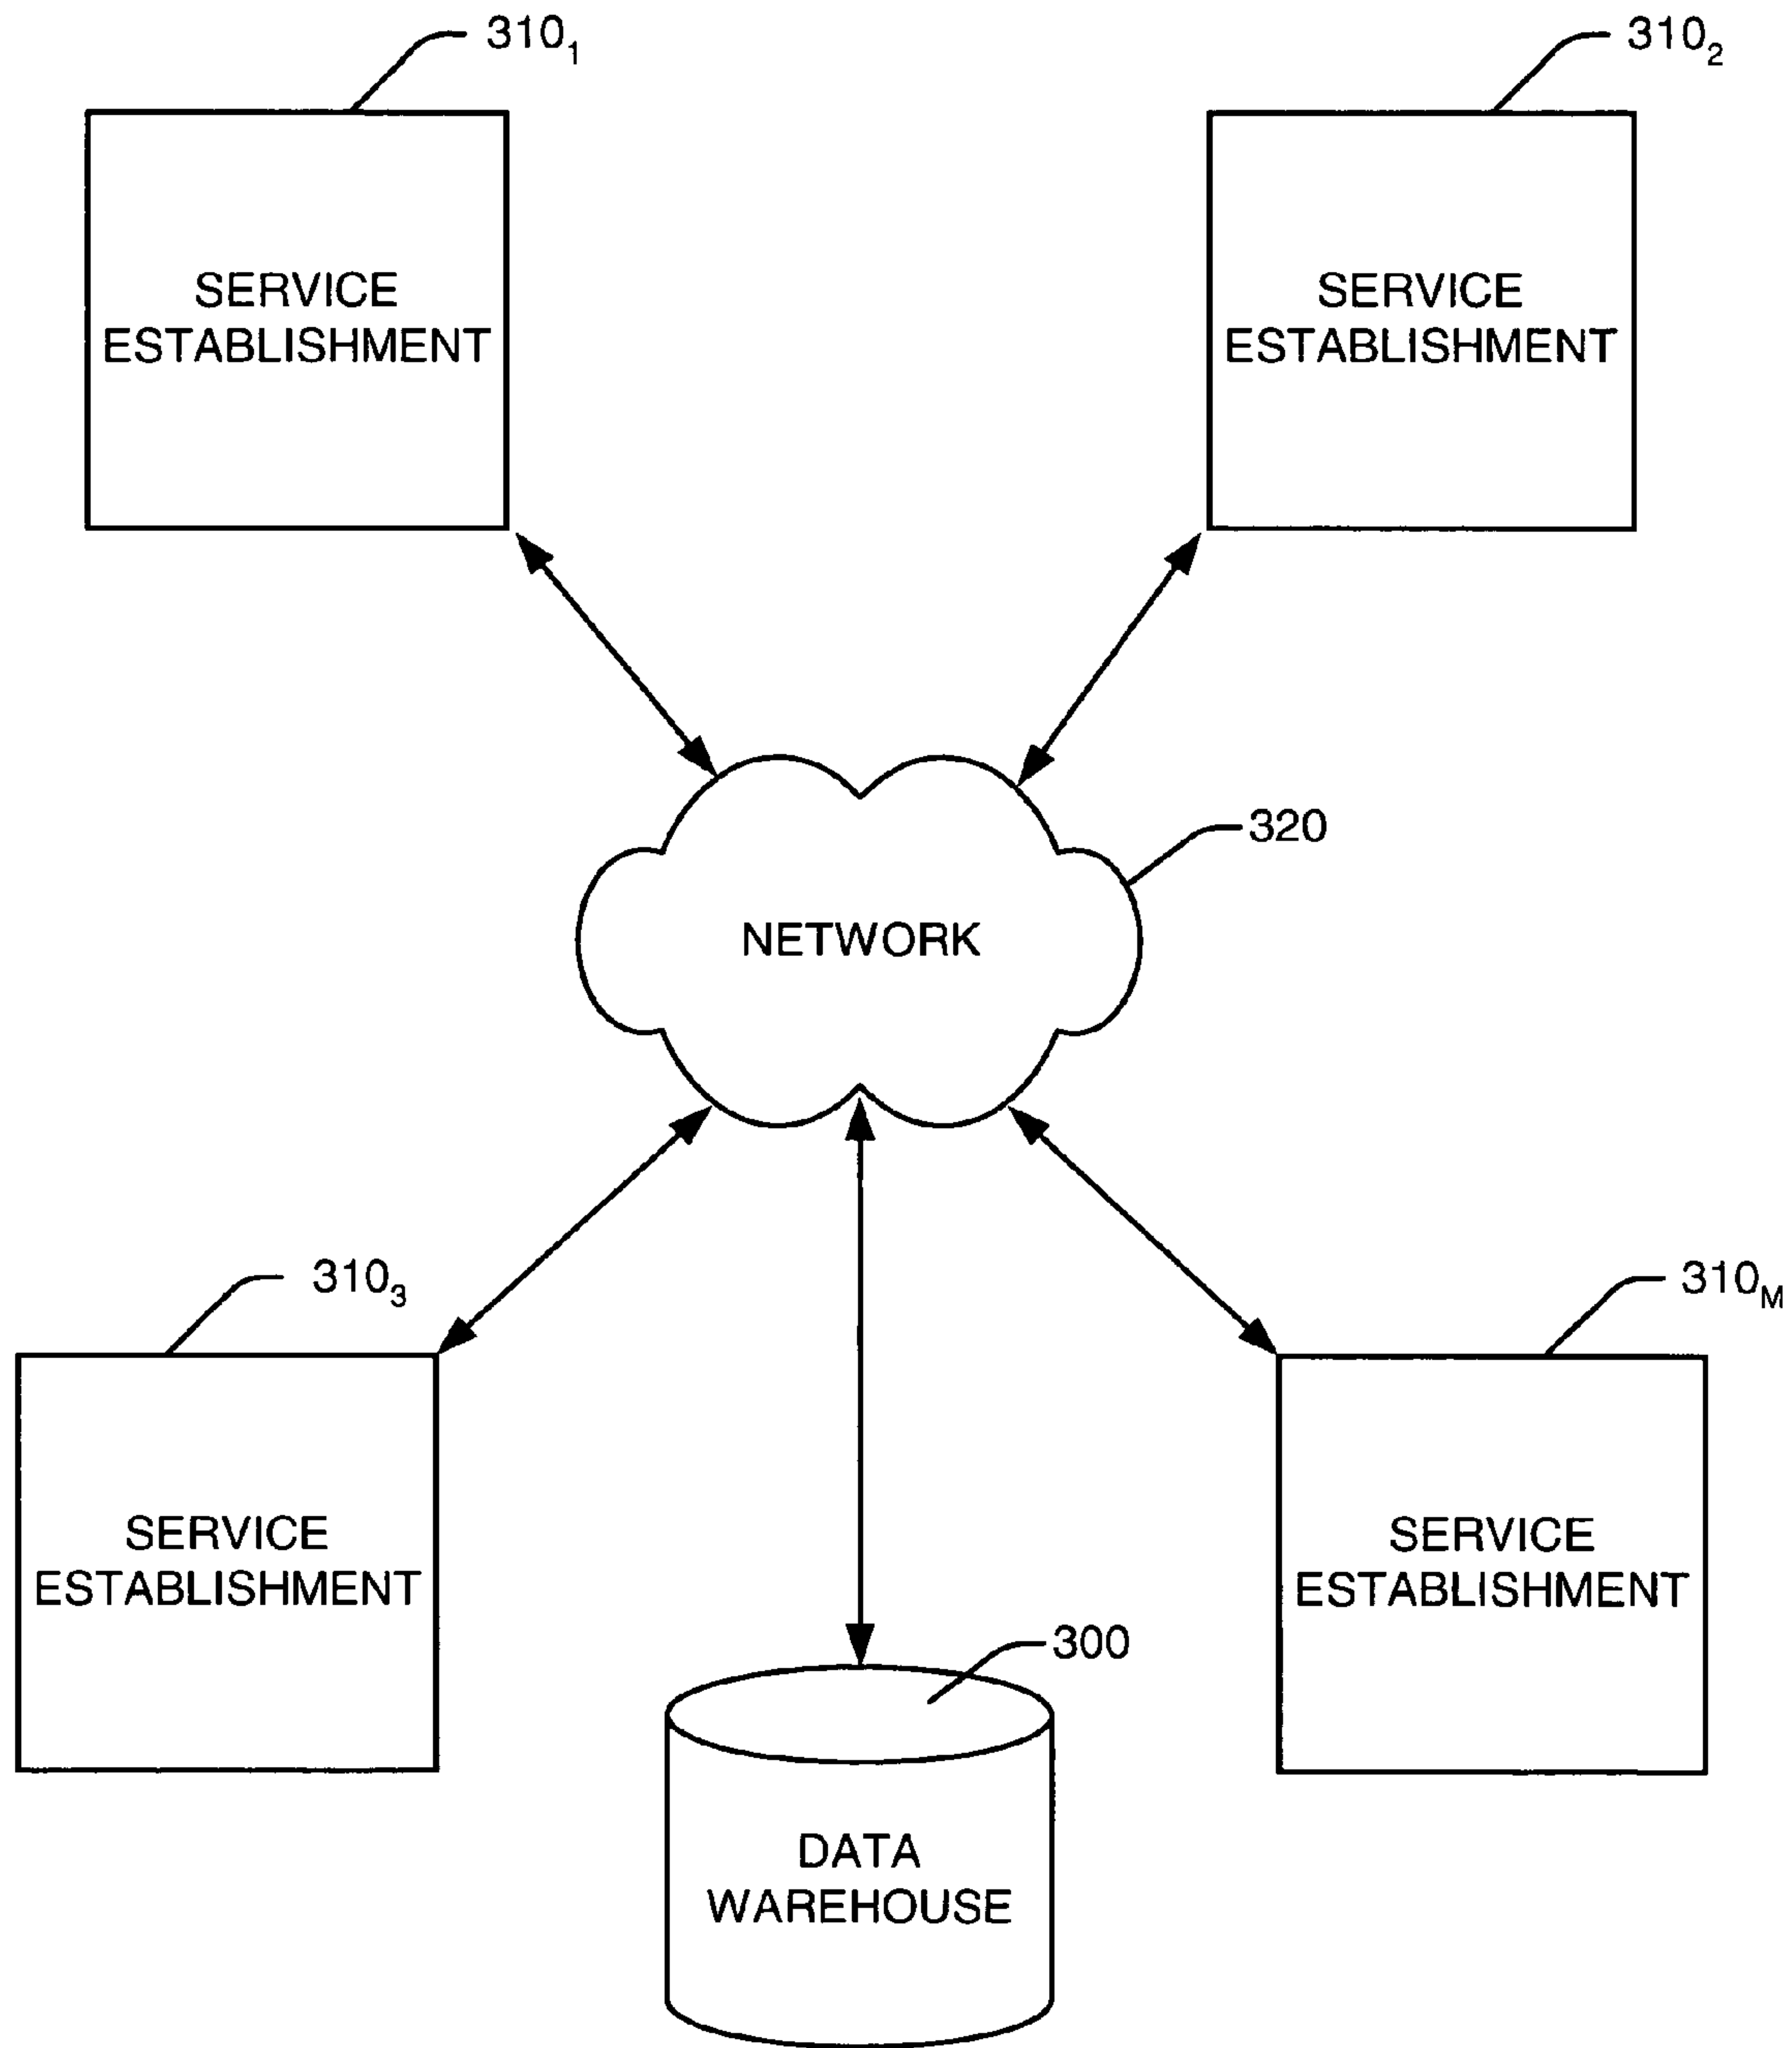 310₁
310₂
SERVICE
ESTABLISHMENT
SERVICE
ESTABLISHMENT
320
NETWORK
310₃
310ₘ
SERVICE
ESTABLISHMENT
SERVICE
ESTABLISHMENT
300
DATA
WAREHOUSE